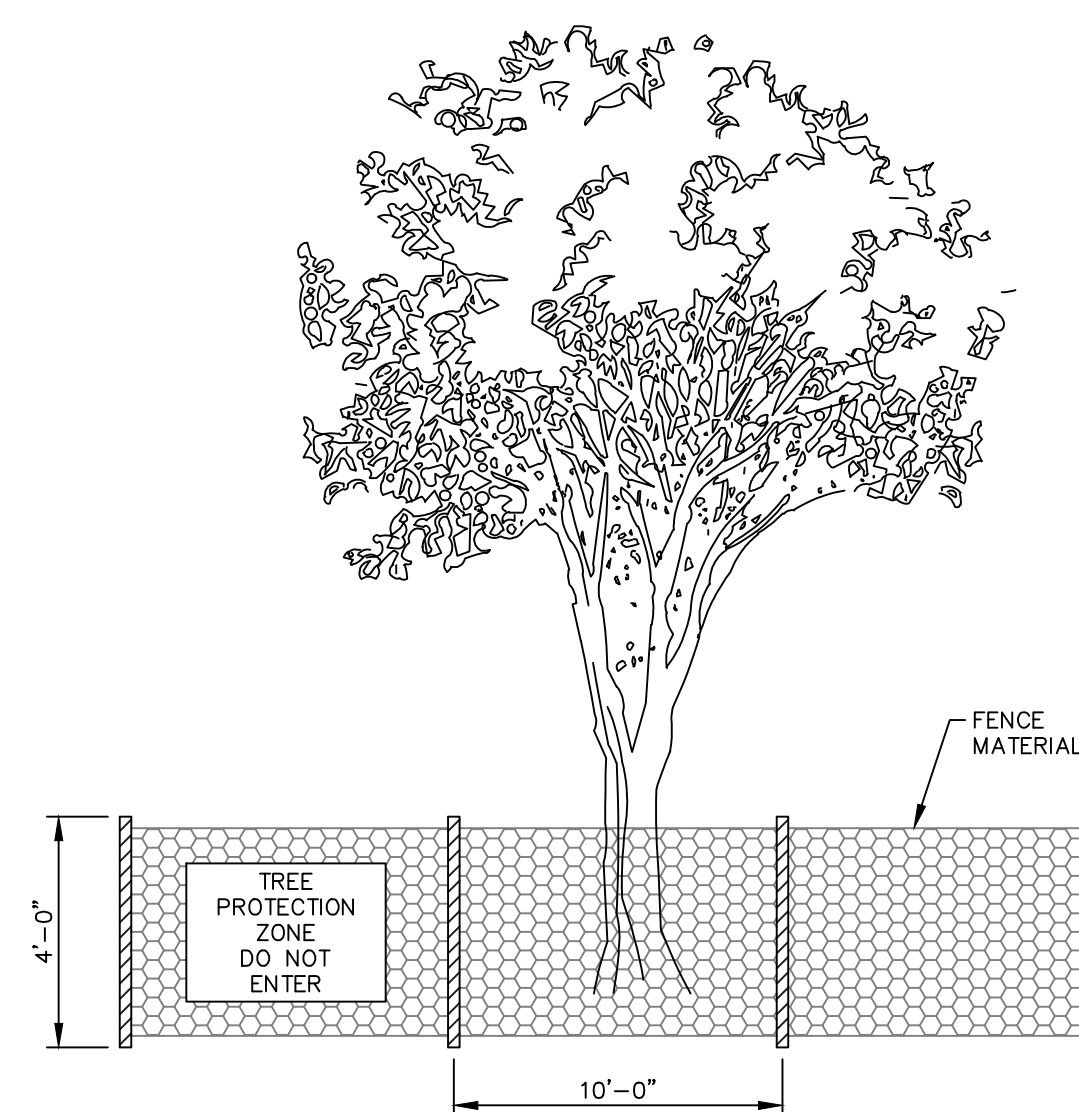 FENCE
MATERIAL
TREE
PROTECTION
ZONE
DO NOT
ENTER
4'-0"
10'-0"